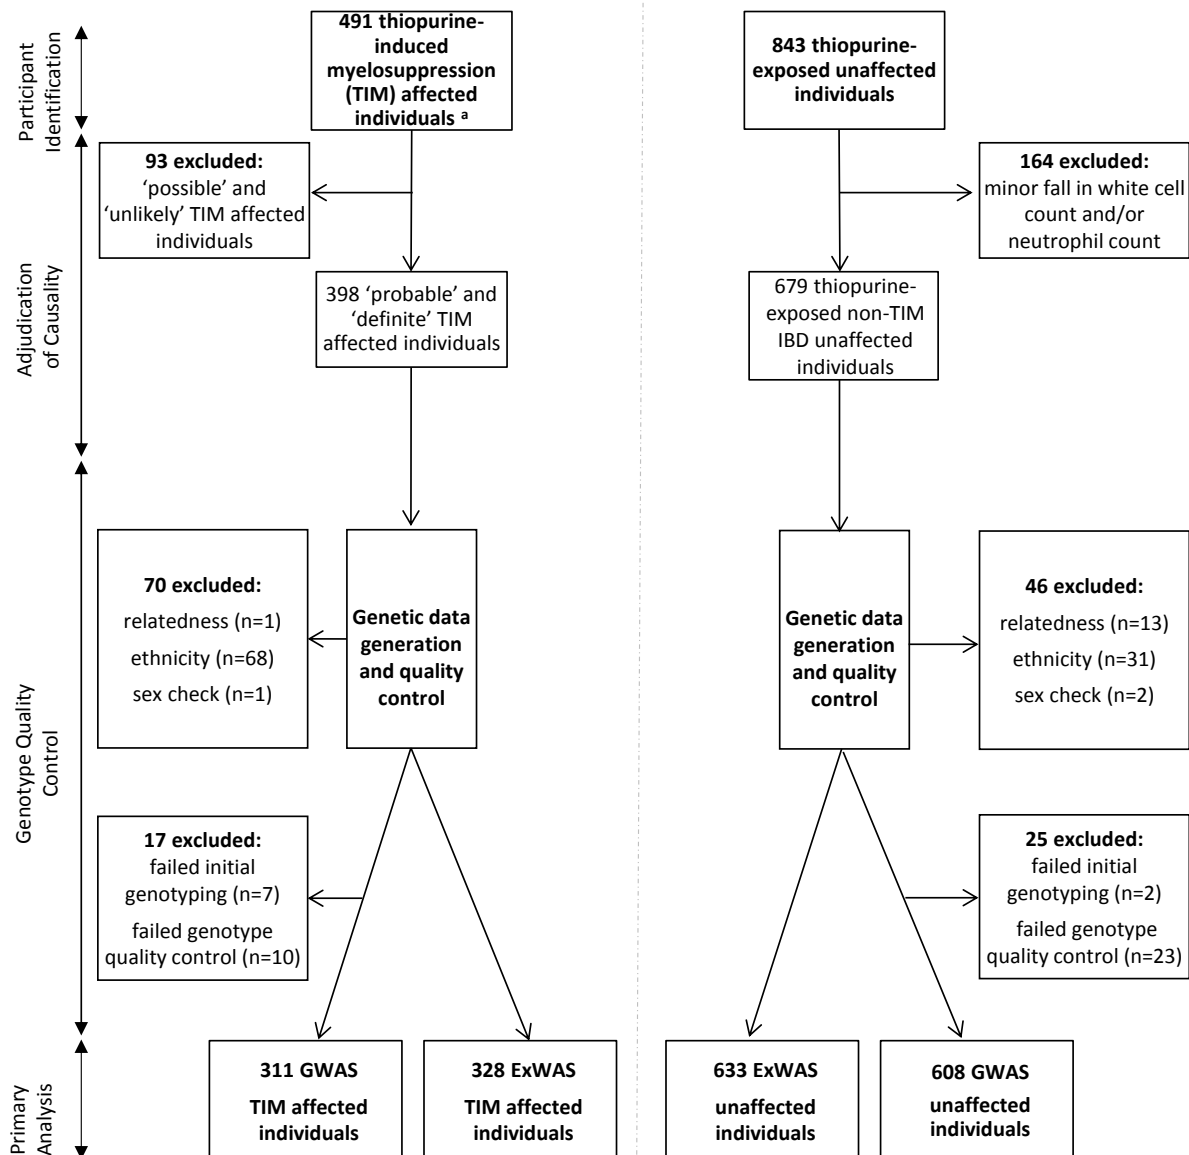 Participant
Identification
491 thiopurine-
induced
myelosuppression
(TIM) affected
individuals a
843 thiopurine-
exposed unaffected
individuals
Adjudication
of Causality
93 excluded:
'possible' and
'unlikely' TIM affected
individuals
164 excluded:
minor fall in white cell
count and/or
neutrophil count
398 'probable' and
'definite' TIM
affected individuals
679 thiopurine-
exposed non-TIM
IBD unaffected
individuals
Genotype Quality
Control
70 excluded:
relatedness (n=1)
ethnicity (n=68)
sex check (n=1)
Genetic data
generation
and quality
control
Genetic data
generation
and quality
control
46 excluded:
relatedness (n=13)
ethnicity (n=31)
sex check (n=2)
17 excluded:
failed initial
genotyping (n=7)
failed genotype
quality control (n=10)
25 excluded:
failed initial
genotyping (n=2)
failed genotype
quality control (n=23)
Primary
Analysis
311 GWAS
TIM affected
individuals
328 ExWAS
TIM affected
individuals
633 ExWAS
unaffected
individuals
608 GWAS
unaffected
individuals